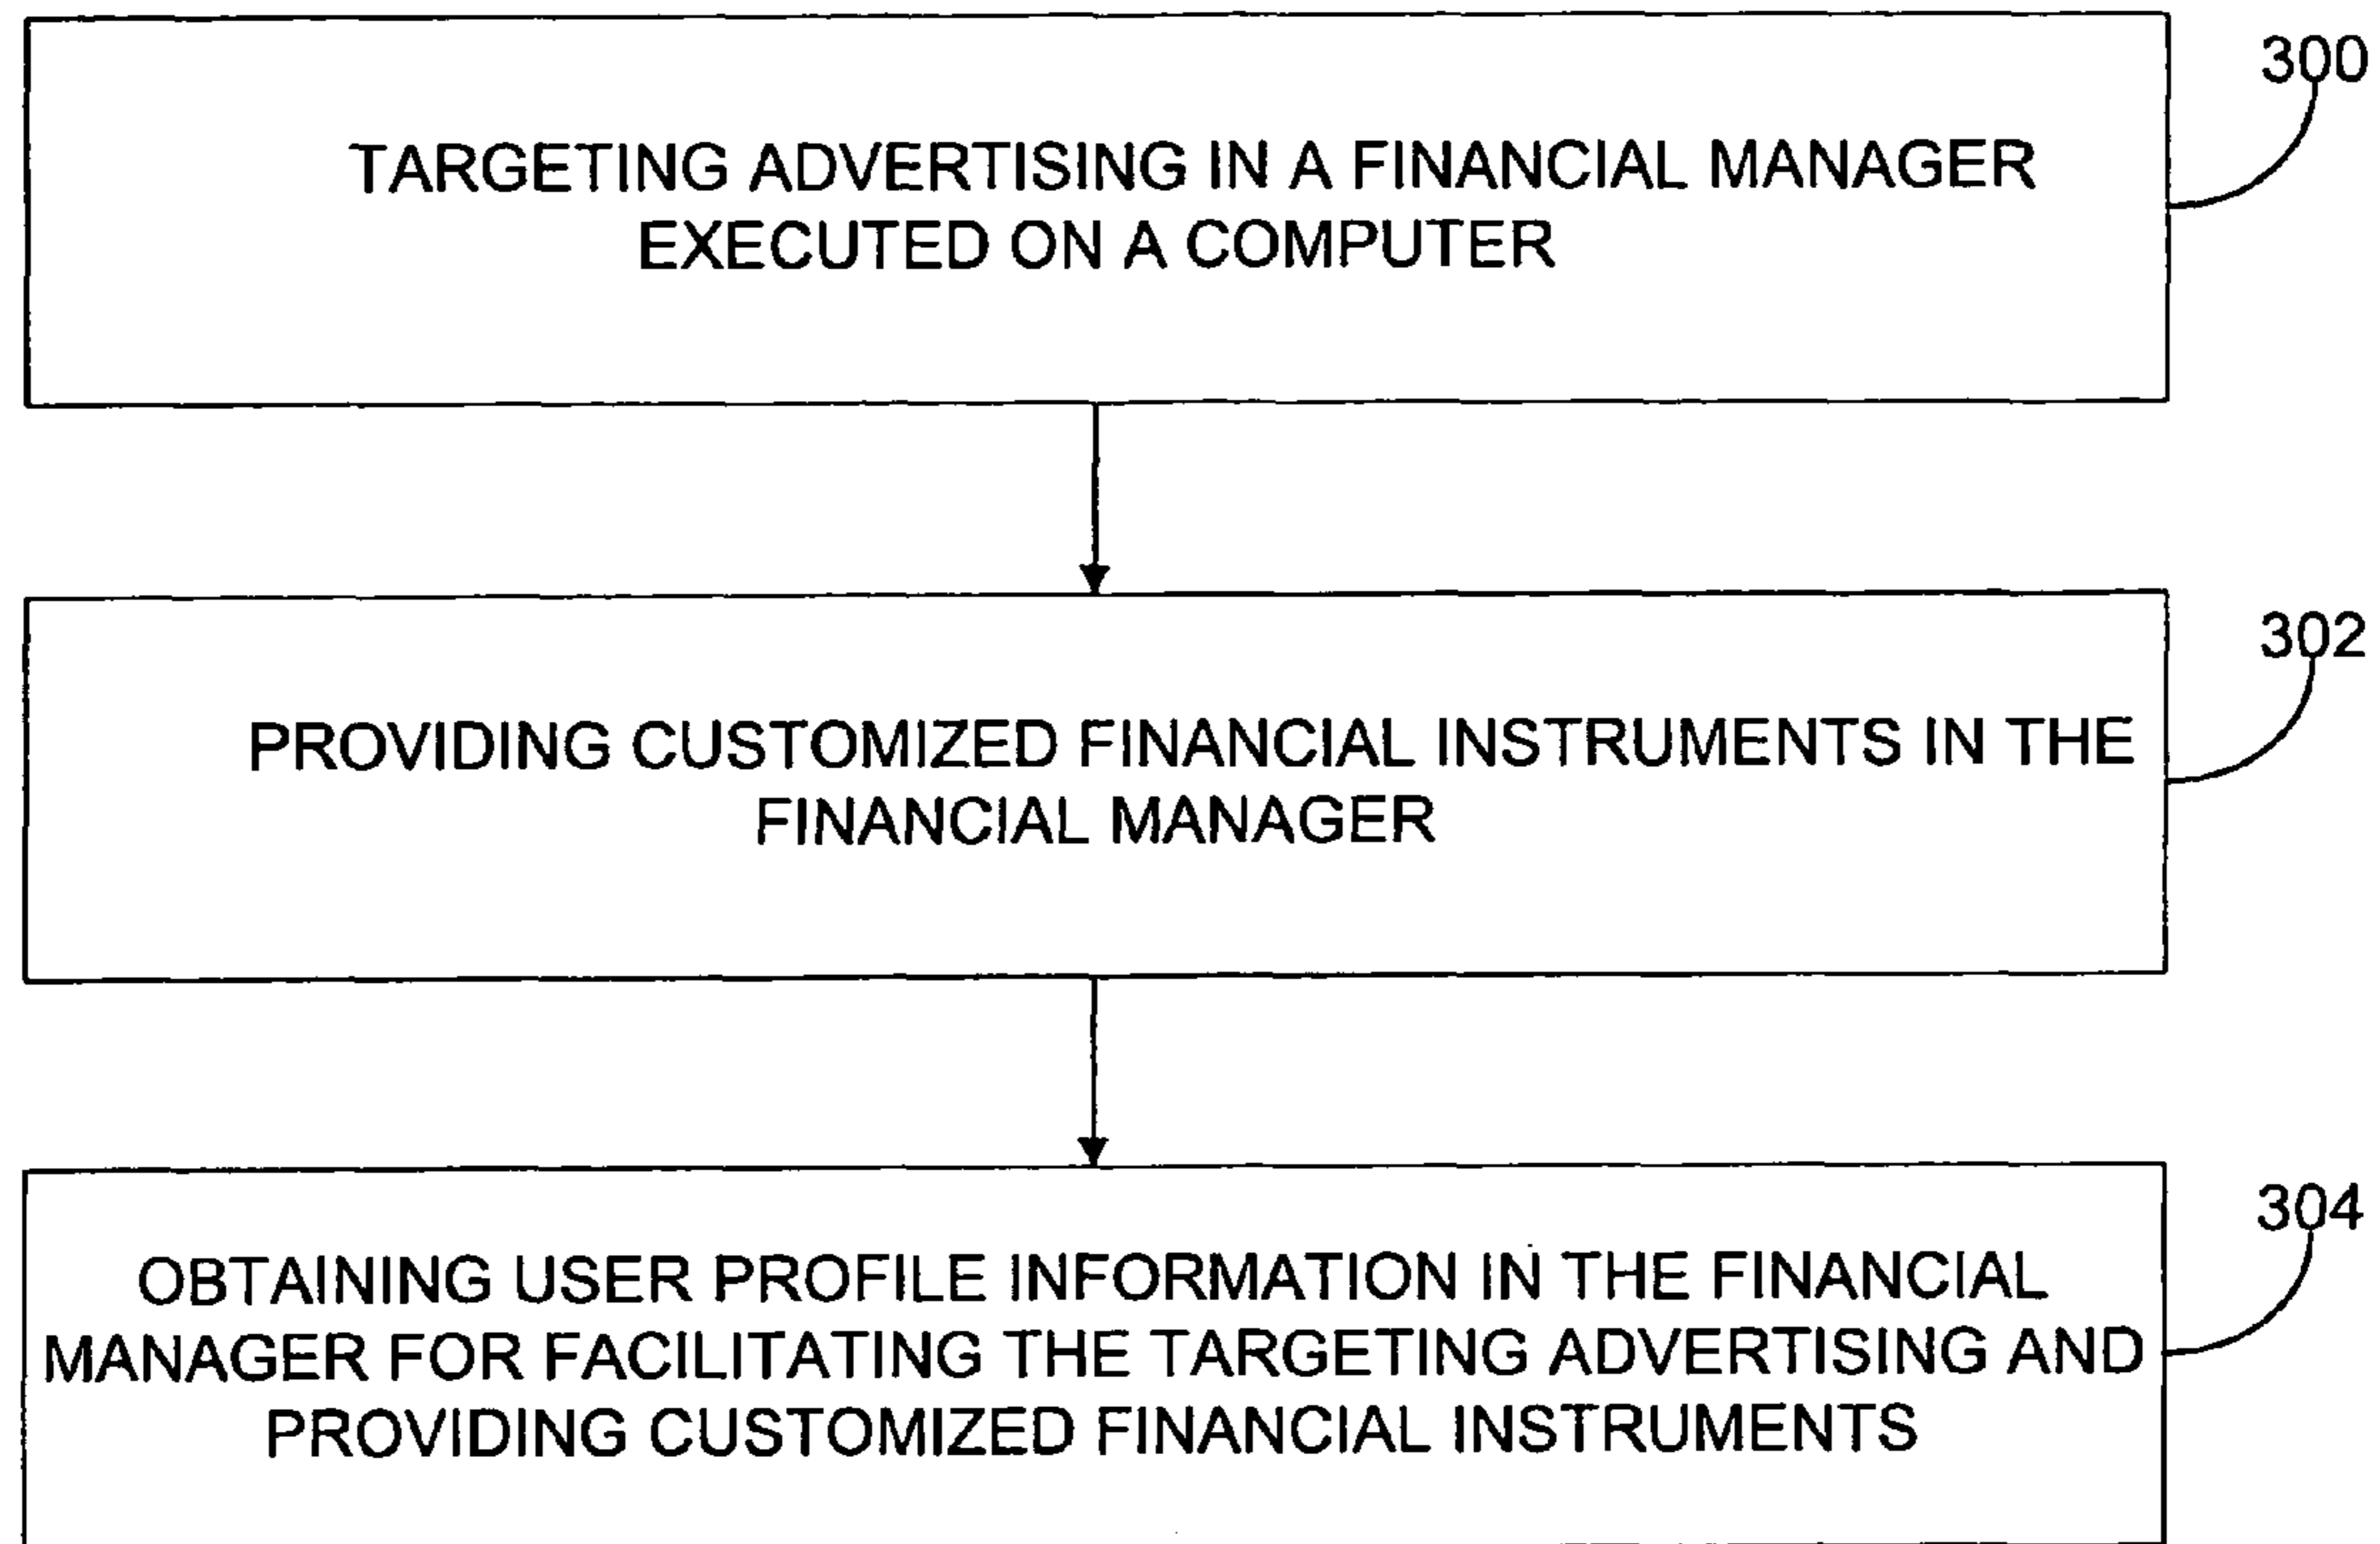 300
TARGETING ADVERTISING IN A FINANCIAL MANAGER
EXECUTED ON A COMPUTER
302
PROVIDING CUSTOMIZED FINANCIAL INSTRUMENTS IN THE
FINANCIAL MANAGER
304
OBTAINING USER PROFILE INFORMATION IN THE FINANCIAL
MANAGER FOR FACILITATING THE TARGETING ADVERTISING AND
PROVIDING CUSTOMIZED FINANCIAL INSTRUMENTS